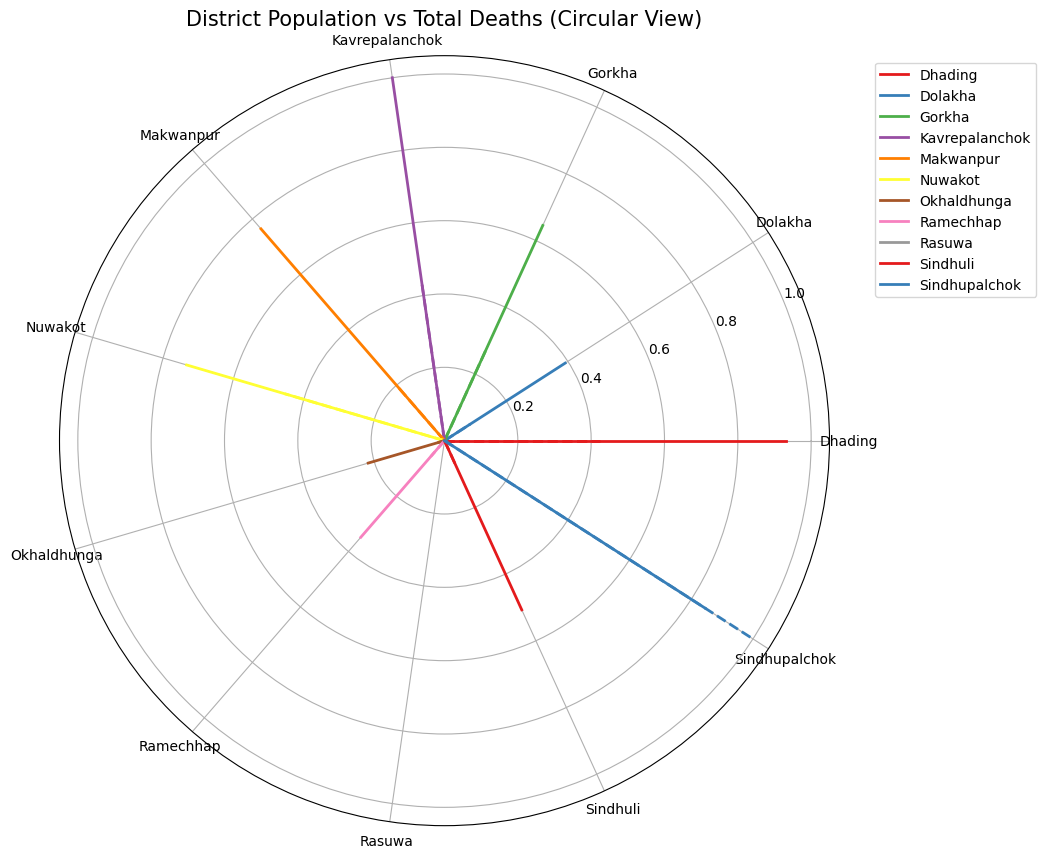 District Population vs Total Deaths (Circular View)
Kavrepalanchok
Gorkha
Makwanpur
Dolakha
Nuwakot
Dhading
Okhaldhunga
Sindhupalchok
Ramechhap
Sindhuli
Rasuwa
1.0
0.8
0.6
0.4
0.2
Dhading
Dolakha
Gorkha
Kavrepalanchok
Makwanpur
Nuwakot
Okhaldhunga
Ramechhap
Rasuwa
Sindhuli
Sindhupalchok